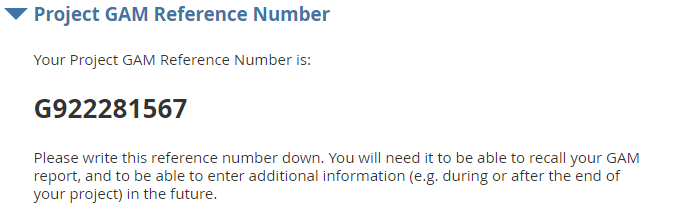 Project GAM Reference Number
Your Project GAM Reference Number is:
G922281567
Please write this reference number down. You will need it to be able to recall your GAM
report, and to be able to enter additional information (e.g. during or after the end of
your project) in the future.